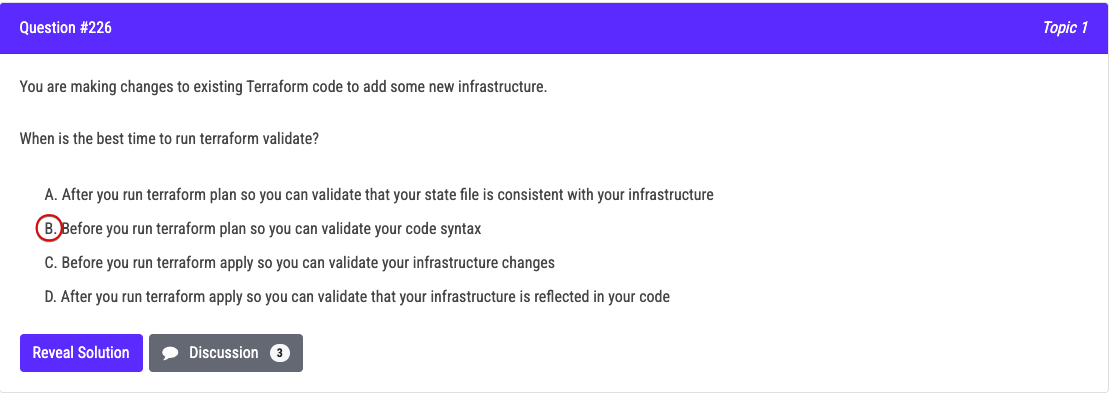 Question #226
Topic 1
You are making changes to existing Terraform code to add some new infrastructure.
When is the best time to run terraform validate?
A. After you run terraform plan so you can validate that your state file is consistent with your infrastructure
B. Before you run terraform plan so you can validate your code syntax
C. Before you run terraform apply so you can validate your infrastructure changes
D. After you run terraform apply so you can validate that your infrastructure is reflected in your code
Reveal Solution
Discussion 3